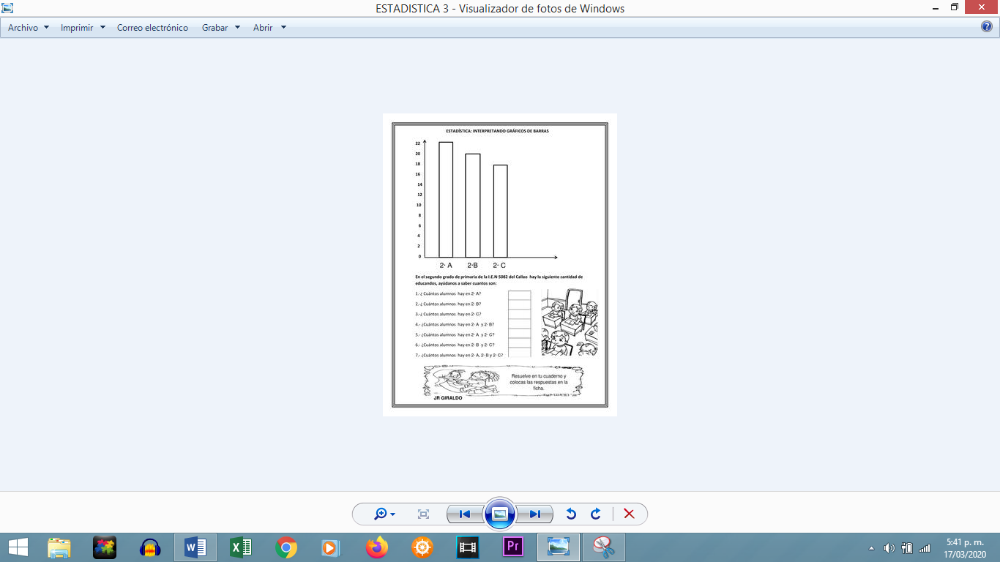 ESTADISTICA 3 - Visualizador de fotos de Windows
Archivo Imprimir Correo electrónico Grabar Abrir
ESTADÍSTICA: INTERPRETANDO GRÁFICOS DE BARRAS
22
20
18
16
14
12
10
8
6
4
2
0
2· A 2·B 2· C
En el segundo grado de primaria de la I.E.N·5082 del Callao hay la siguiente cantidad de
educandos, ayúdanos a saber cuantos son:
1.-¿ Cuántos alumnos hay en 2· A?
2.-¿ Cuántos alumnos hay en 2· B?
3.-¿ Cuántos alumnos hay en 2· C?
4.- ¿Cuántos alumnos hay en 2· A y 2· B?
5.- ¿Cuántos alumnos hay en 2· A y 2· C?
6.- ¿Cuántos alumnos hay en 2· B y 2· C?
7.- ¿Cuántos alumnos hay en 2· A, 2· B y 2· C?
Resuelve en tu cuaderno y
colocas las respuestas en la
ficha.
JR GIRALDO
Pr
5:41 p. m.
17/03/2020